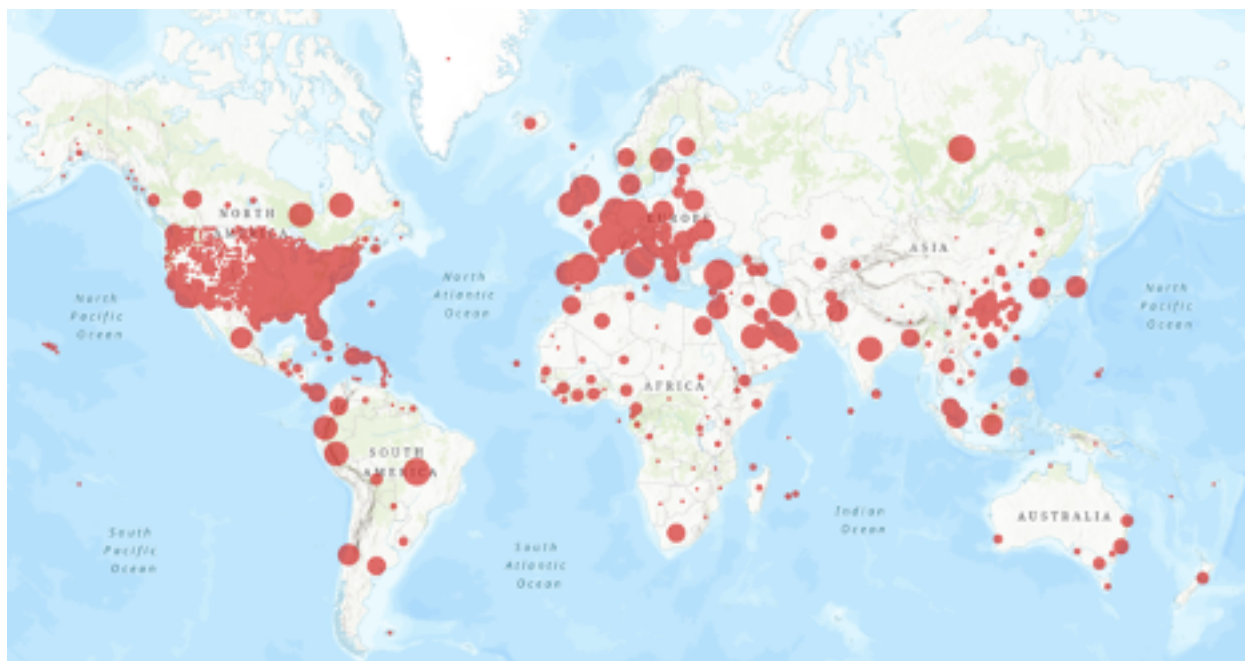 NORTH
AMERICA
EUROPE
ASIA
North
Pacific
Ocean
North
Atlantic
Ocean
North
Pacific
Ocean
AFRICA
SOUTH
AMERICA
South
Pacific
Ocean
South
Atlantic
Ocean
Indian
Ocean
AUSTRALIA